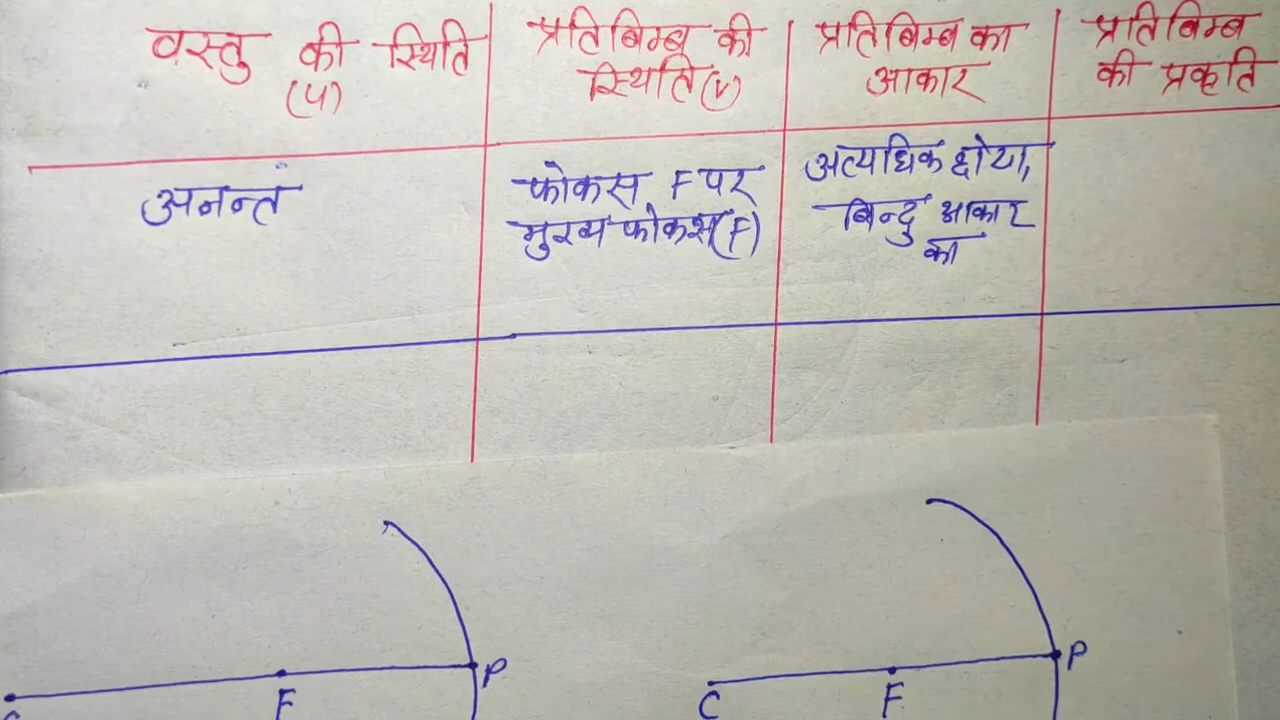 वस्तु की स्थिति
(u)
प्रतिबिम्ब की
स्थिति(v)
प्रतिबिम्ब का
आकार
प्रतिबिम्ब
की प्रकृति
अनन्त
फोकस F पर
मुख्य फोकस(F)
अत्यधिक छोटा,
बिन्दु आकार
का
F
P
C
F
P